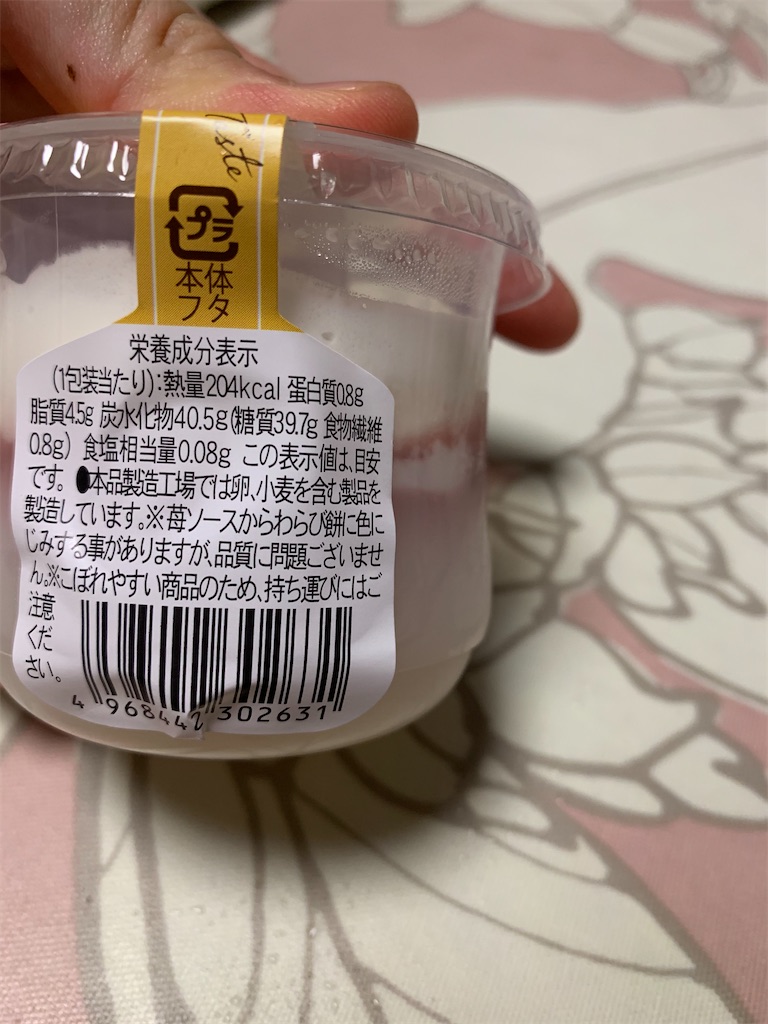 プラ
本体
フタ
栄養成分表示
(1包装当たり):熱量204kcal 蛋白質0.8g
脂質4.5g 炭水化物40.5g(糖質39.7g 食物繊維
0.8g) 食塩相当量0.08g この表示値は、目安
です。●本品製造工場では卵、小麦を含む製品を
製造しています。※苺ソースからわらび餅に色に
じみする事がありますが、品質に問題ございませ
ん。※こぼれやすい商品のため、持ち運びにはご
注意
くだ
さい。
4 968442 302631